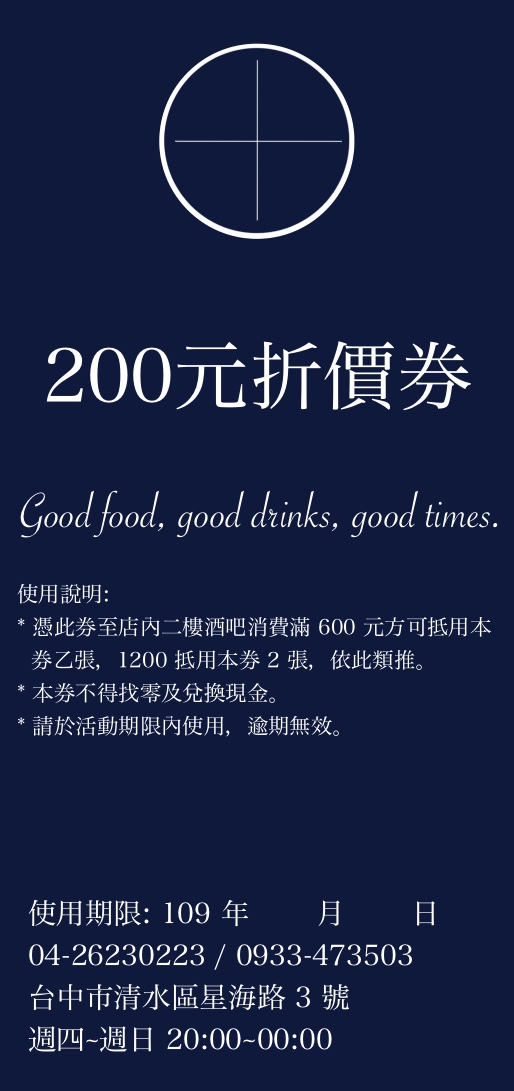 200元折價券
Good food, good drinks, good times.
使用說明:
* 憑此券至店內二樓酒吧消費滿 600 元方可抵用本
券乙張，1200 抵用本券 2 張，依此類推。
* 本券不得找零及兌換現金。
* 請於活動期限內使用，逾期無效。
使用期限: 109 年 月 日
04-26230223 / 0933-473503
台中市清水區星海路 3 號
週四~週日 20:00~00:00